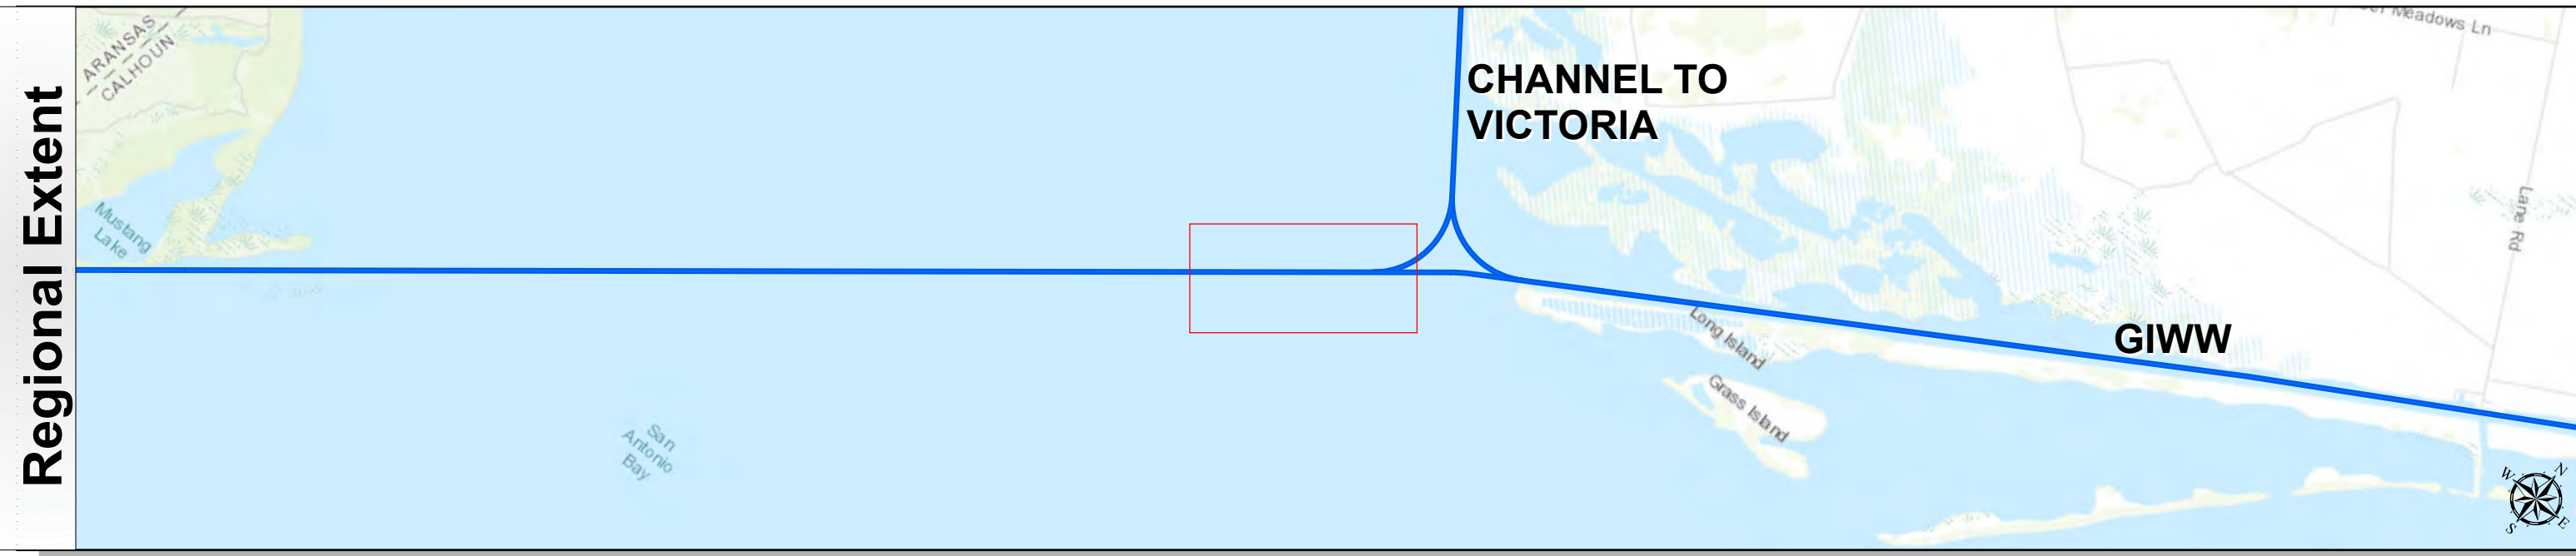 Regional Extent
ARANSAS
CALHOUN
Mustang
Lake
San
Antonio
Bay
CHANNEL TO
VICTORIA
Long Island
Grass Island
GIWW
Meadows Ln
Lane Rd
N
W
E
S